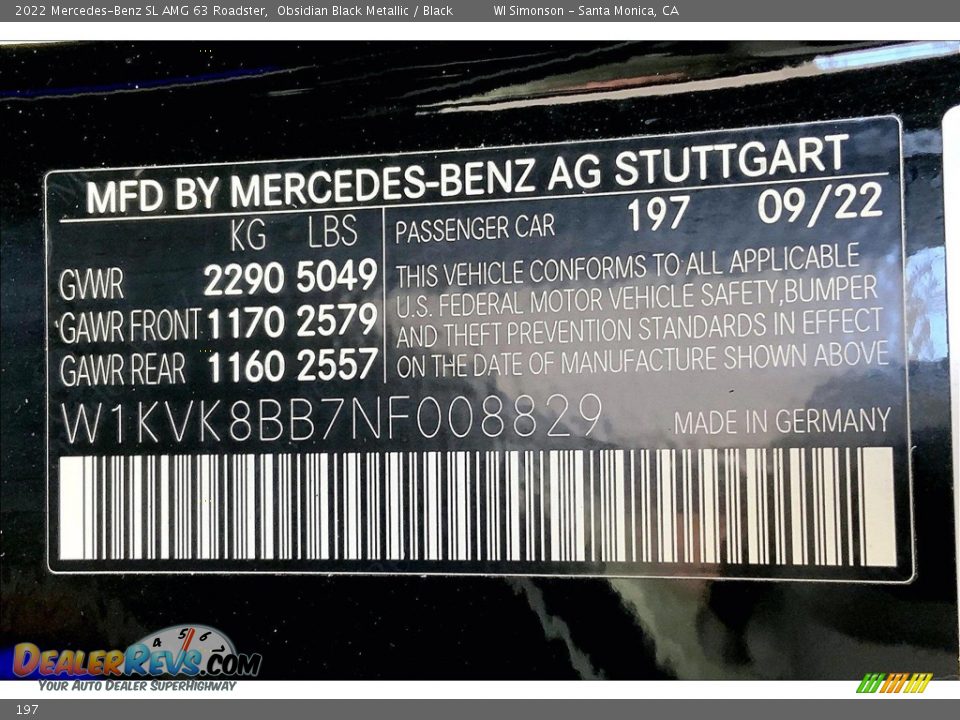 2022 Mercedes-Benz SL AMG 63 Roadster, Obsidian Black Metallic / Black WI Simonson - Santa Monica, CA
MFD BY MERCEDES-BENZ AG STUTTGART
KG LBS
GVWR 2290 5049
GAWR FRONT 1170 2579
GAWR REAR 1160 2557
PASSENGER CAR 197 09/22
THIS VEHICLE CONFORMS TO ALL APPLICABLE
U.S. FEDERAL MOTOR VEHICLE SAFETY,BUMPER
AND THEFT PREVENTION STANDARDS IN EFFECT
ON THE DATE OF MANUFACTURE SHOWN ABOVE
W1KVK8BB7NF008829
MADE IN GERMANY
4 5 6
DEALERREVS.COM
YOUR AUTO DEALER SUPERHIGHWAY
197